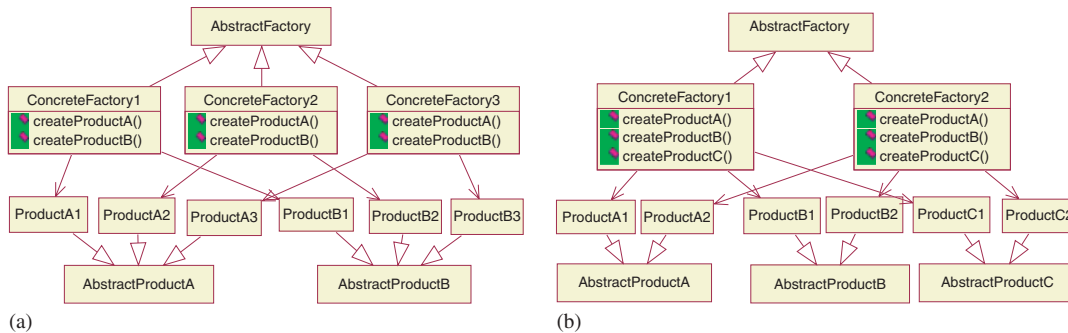 AbstractFactory
ConcreteFactory1
createProductA()
createProductB()
ConcreteFactory2
createProductA()
createProductB()
ConcreteFactory3
createProductA()
createProductB()
ProductA1
ProductA2
ProductA3
ProductB1
ProductB2
ProductB3
AbstractProductA
AbstractProductB
(a)
AbstractFactory
ConcreteFactory1
createProductA()
createProductB()
createProductC()
ConcreteFactory2
createProductA()
createProductB()
createProductC()
ProductA1
ProductA2
ProductB1
ProductB2
ProductC1
ProductC2
AbstractProductA
AbstractProductB
AbstractProductC
(b)